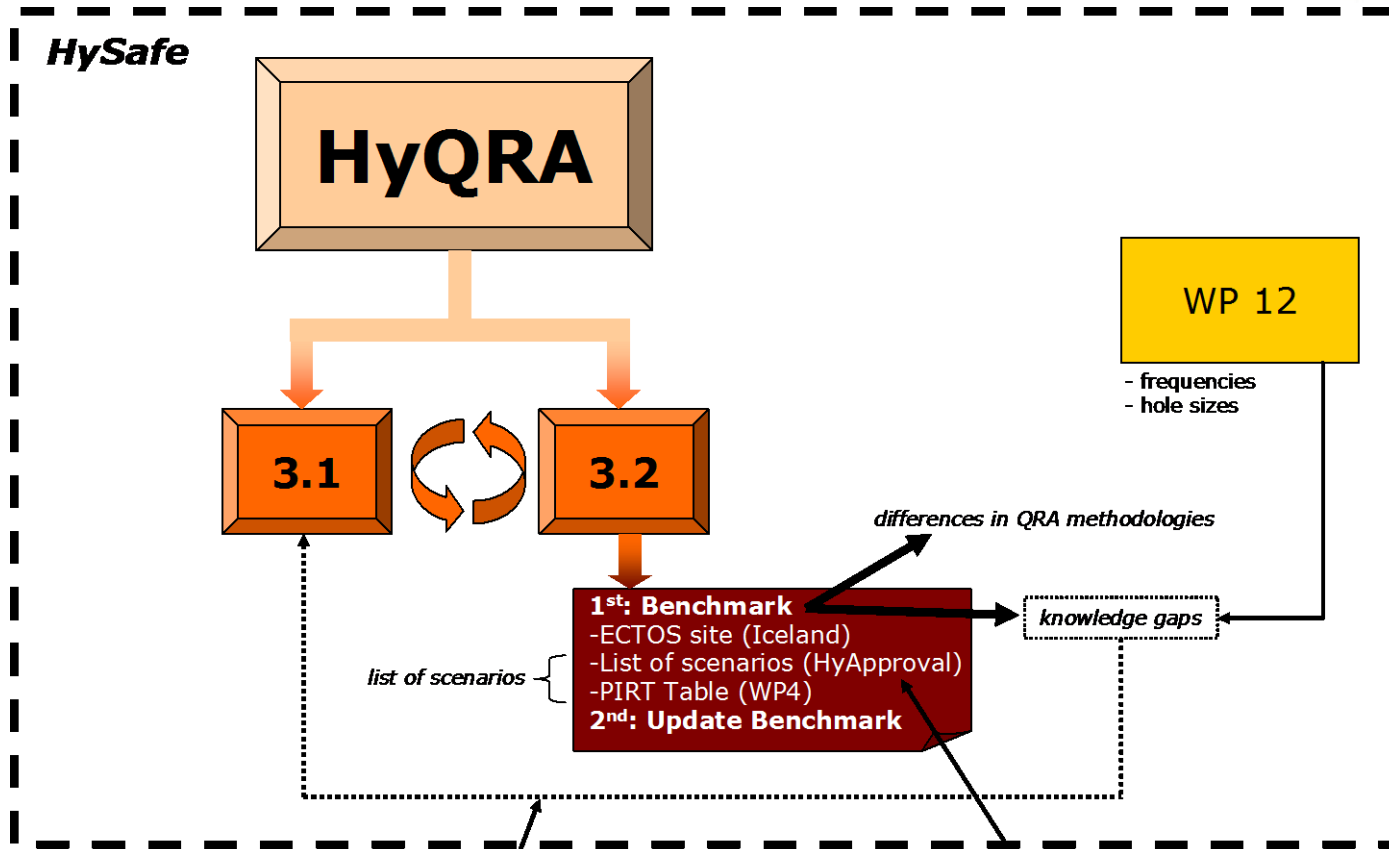 HySafe
HyQRA
WP 12
- frequencies
- hole sizes
3.1
3.2
differences in QRA methodologies
1st: Benchmark
-ECTOS site (Iceland)
-List of scenarios (HyApproval)
-PIRT Table (WP4)
2nd: Update Benchmark
knowledge gaps
list of scenarios